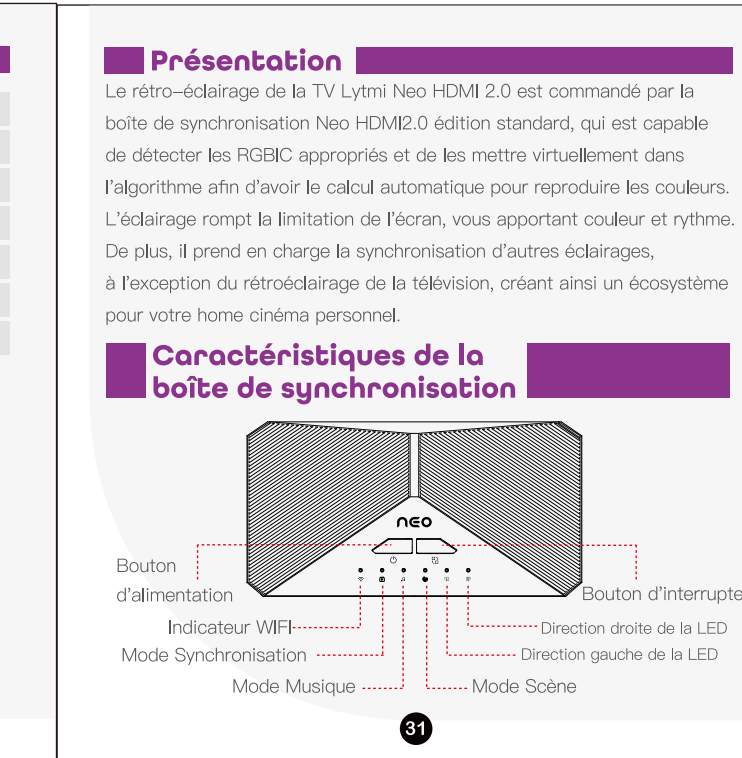 Présentation
Le rétro-éclairage de la TV Lytmi Neo HDMI 2.0 est commandé par la
boîte de synchronisation Neo HDMI2.0 édition standard, qui est capable
de détecter les RGBIC appropriés et de les mettre virtuellement dans
l'algorithme afin d'avoir le calcul automatique pour reproduire les couleurs.
L'éclairage rompt la limitation de l'écran, vous apportant couleur et rythme.
De plus, il prend en charge la synchronisation d'autres éclairages,
à l'exception du rétroéclairage de la télévision, créant ainsi un écosystème
pour votre home cinéma personnel.
Caractéristiques de la
boîte de synchronisation
neo
Bouton
d'alimentation
Bouton d'interrupte
Indicateur WIFI
Direction droite de la LED
Mode Synchronisation
Direction gauche de la LED
Mode Musique
Mode Scène
31